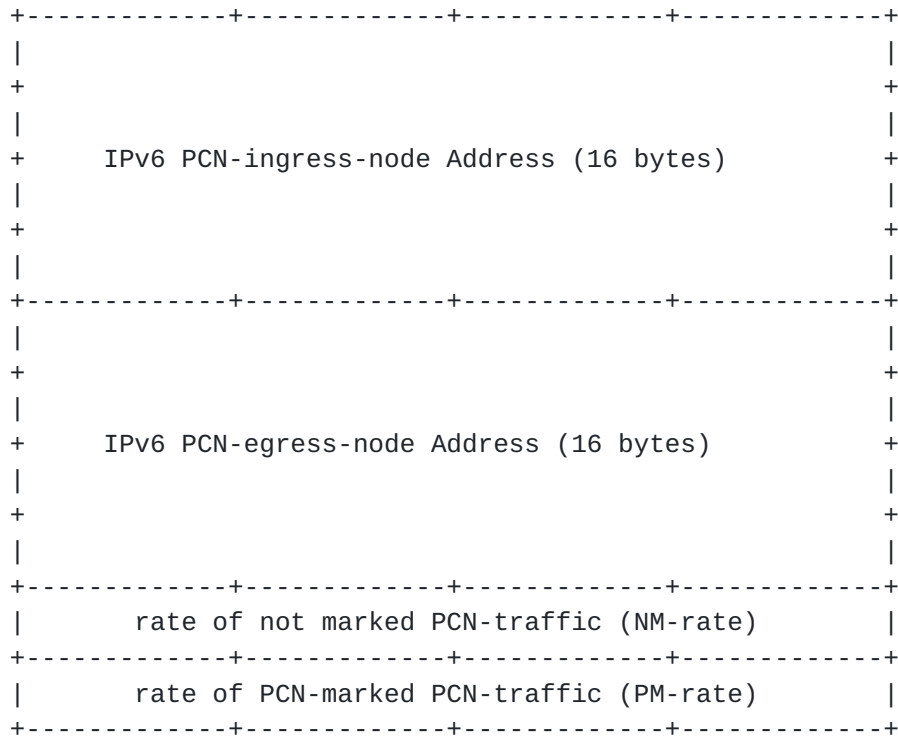 IPv6 PCN-ingress-node Address (16 bytes)
IPv6 PCN-egress-node Address (16 bytes)
rate of not marked PCN-traffic (NM-rate)
rate of PCN-marked PCN-traffic (PM-rate)